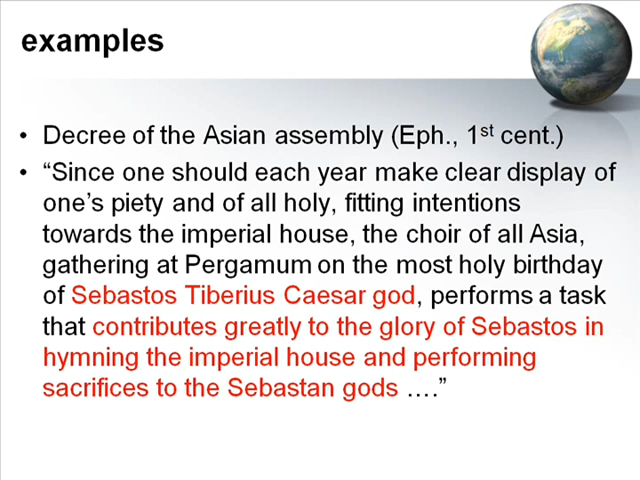 examples
• Decree of the Asian assembly (Eph., 1st cent.)
• “Since one should each year make clear display of
one’s piety and of all holy, fitting intentions
towards the imperial house, the choir of all Asia,
gathering at Pergamum on the most holy birthday
of Sebastos Tiberius Caesar god, performs a task
that contributes greatly to the glory of Sebastos in
hymning the imperial house and performing
sacrifices to the Sebastan gods ….”